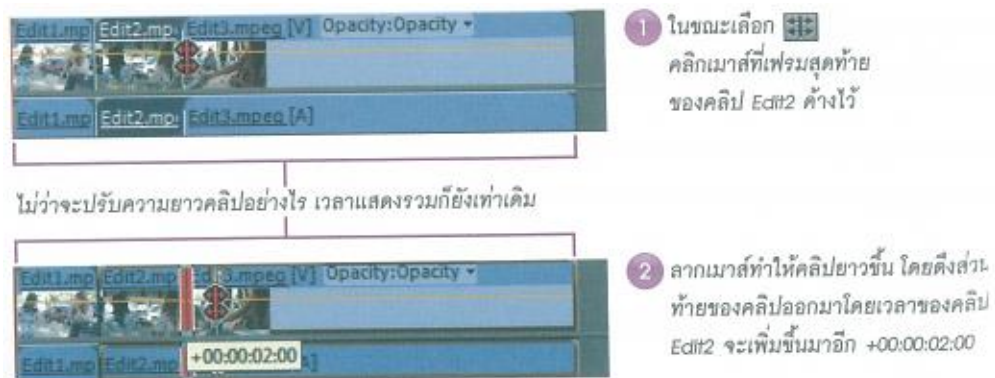 Edit1.mp Edit2.mp Edit3.mpeg [V] Opacity:Opacity
Edit1.mp Edit2.mp Edit3.mpeg [A]
1 ในขณะเลือก
คลิกเมาส์ที่เฟรมสุดท้าย
ของคลิป Edit2 ค้างไว้
ไม่ว่าจะปรับความยาวคลิปอย่างไร เวลาแสดงรวมก็ยังเท่าเดิม
Edit1.mp Edit2.mp Edit3.mpeg [V] Opacity:Opacity
Edit1.mp Edit2.mp +00:00:02:00
2 ลากเมาส์ทำให้คลิปยาวขึ้น โดยดึงส่วน
ท้ายของคลิปออกมาโดยเวลาของคลิป
Edit2 จะเพิ่มขึ้นมาอีก +00:00:02:00